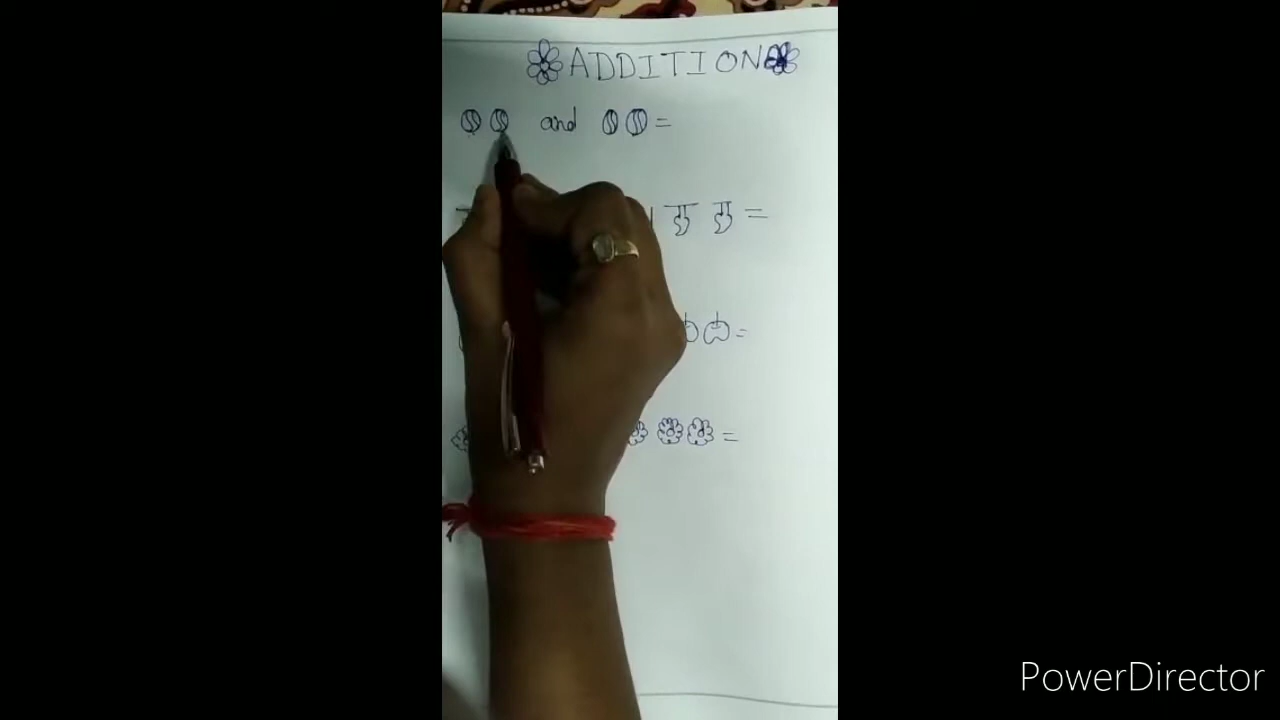 ADDITION
and =
=
=
=
PowerDirector